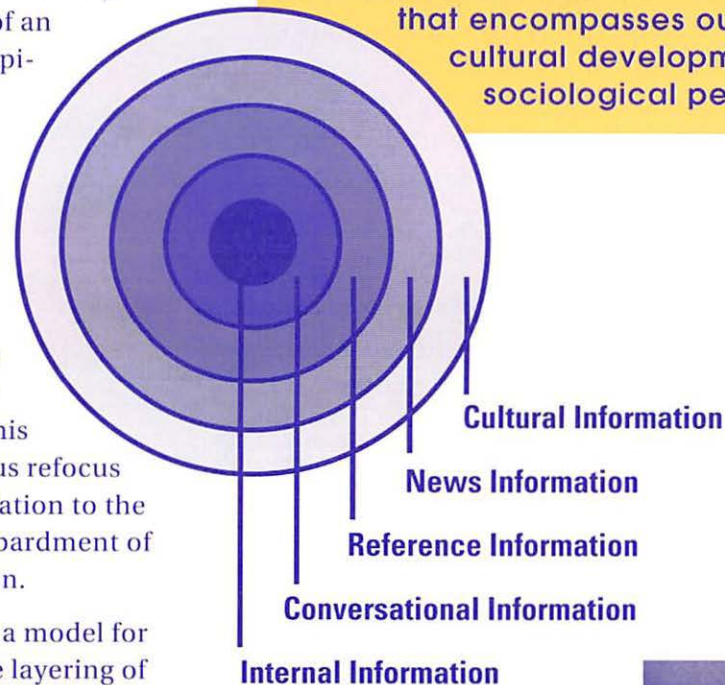 of an
pi-
his
us refocus
ation to the
pardment of
n.
a model for
e layering of
that encompasses ou
cultural developm
sociological pe
Cultural Information
News Information
Reference Information
Conversational Information
Internal Information